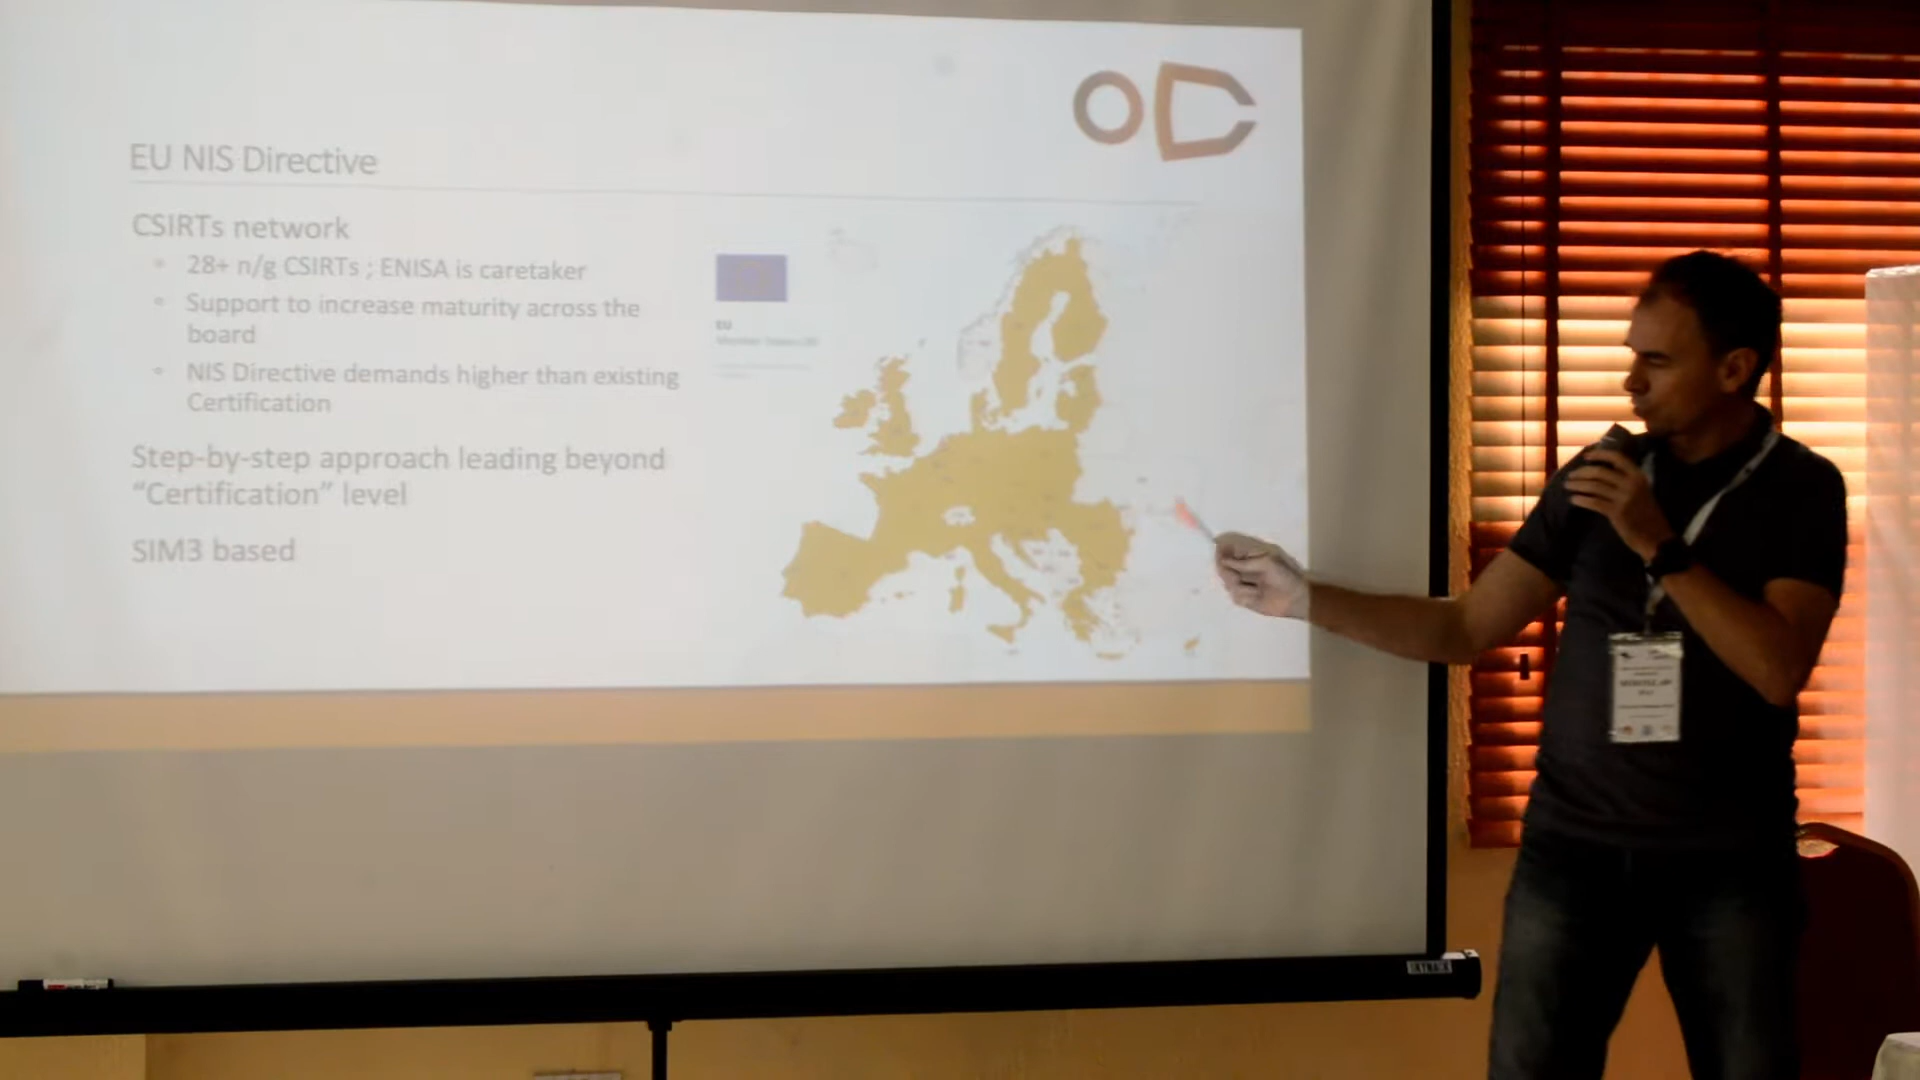 EU NIS Directive
CSIRTs network
28+ n/g CSIRTs ; ENISA is caretaker
Support to increase maturity across the
board
NIS Directive demands higher than existing
Certification
Step-by-step approach leading beyond
“Certification” level
SIM3 based
EU